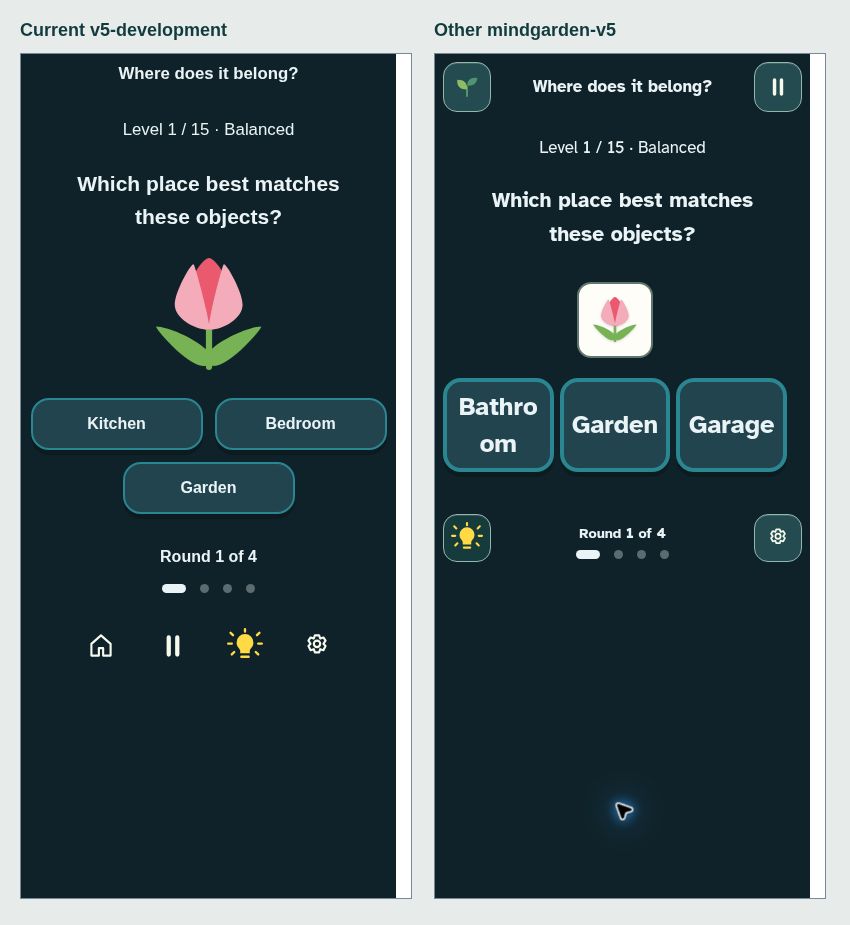 Current v5-development
Where does it belong?
Level 1 / 15 · Balanced
Which place best matches
these objects?
Kitchen
Bedroom
Garden
Round 1 of 4
Other mindgarden-v5
Where does it belong?
Level 1 / 15 · Balanced
Which place best matches
these objects?
Bathro
om
Garden
Garage
Round 1 of 4